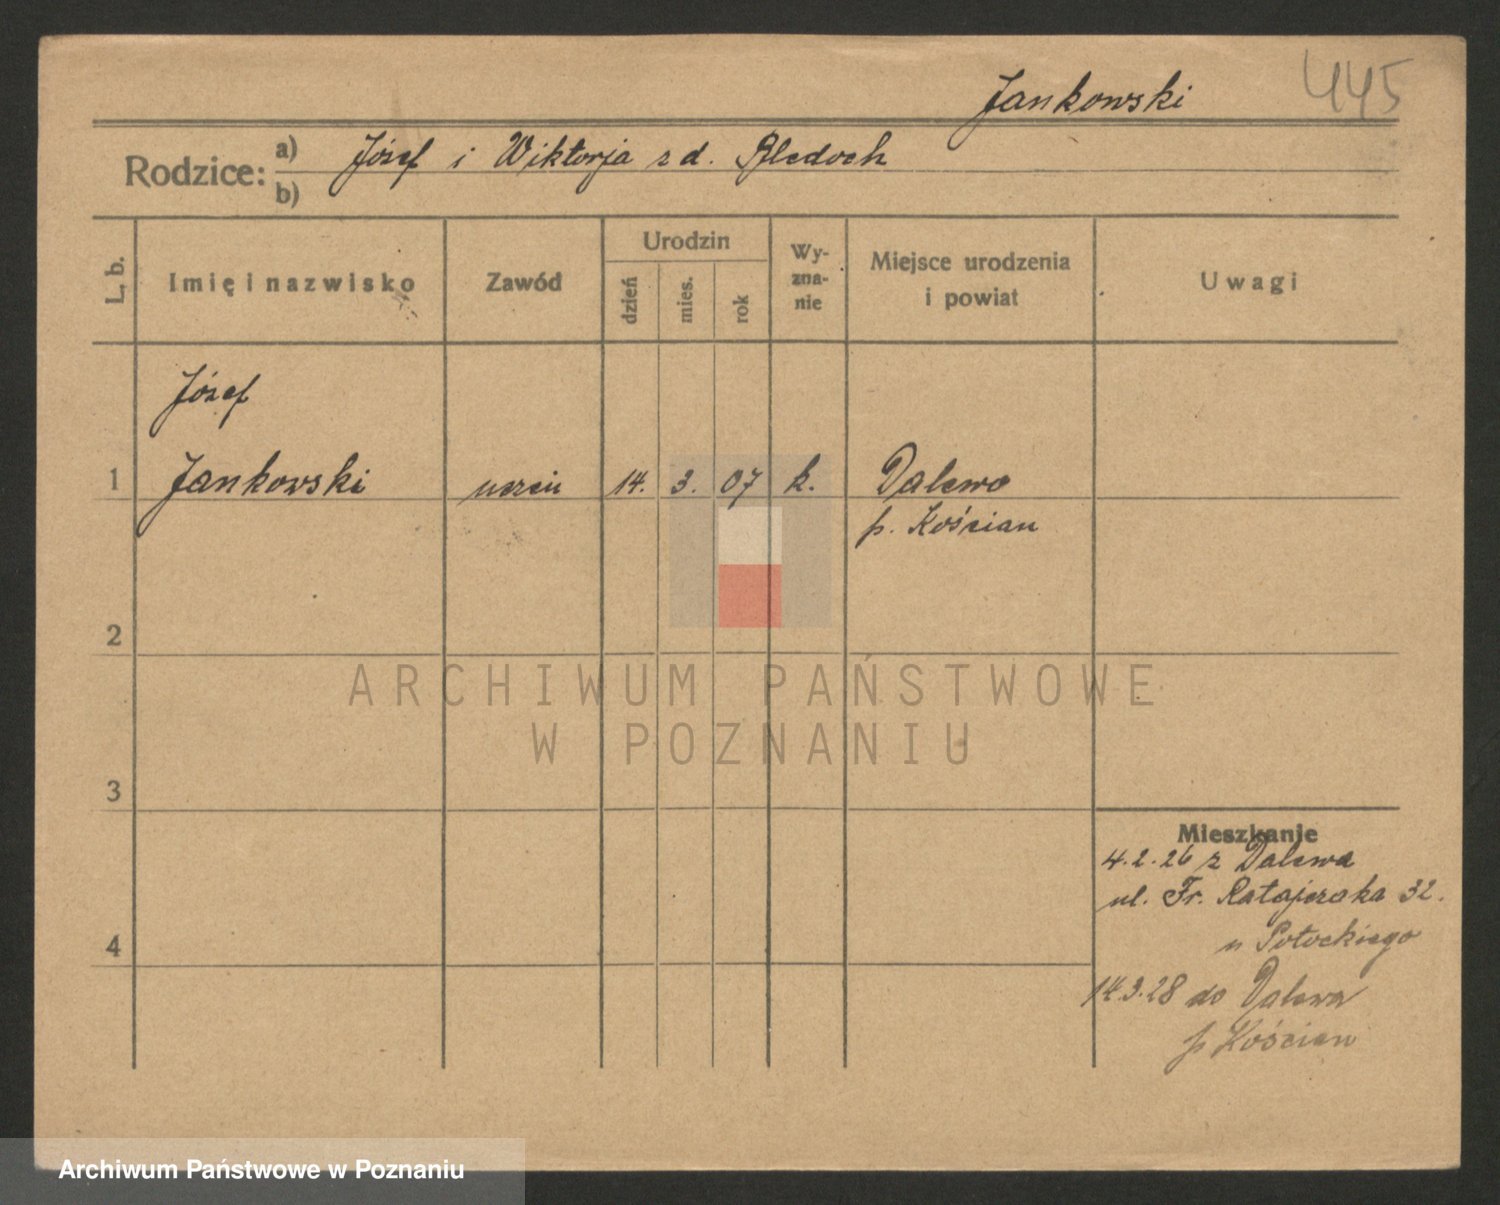 445
Jankowski
Rodzice:
a) Józef i Wiktorja z d. Bledoch
b)
L. b.
Imię i nazwisko
Zawód
Urodzin
dzień
mies.
rok
Wy-
zna-
nie
Miejsce urodzenia
i powiat
Uwagi
Józef
1 Jankowski uczeń 14. 3. 07 k. Dalewo
p. Kościan
2
3
4
ARCHIWUM PAŃSTWOWE
W POZNANIU
Mieszkanie
4.2.26 z Dalewa
ul. Fr. Ratajczaka 32.
u Potockiego
14.3.28 do Dalewa
p Kościan
Archiwum Państwowe w Poznaniu